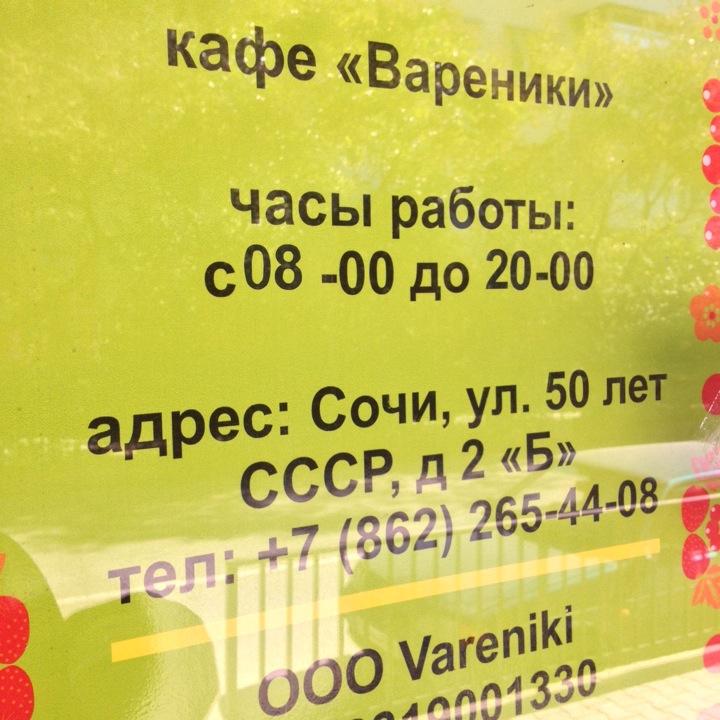 кафе «Вареники»
часы работы:
с 08 -00 до 20-00
адрес: Сочи, ул. 50 лет
СССР, д 2 «Б»
тел: +7 (862) 265-44-08
ООО Vareniki